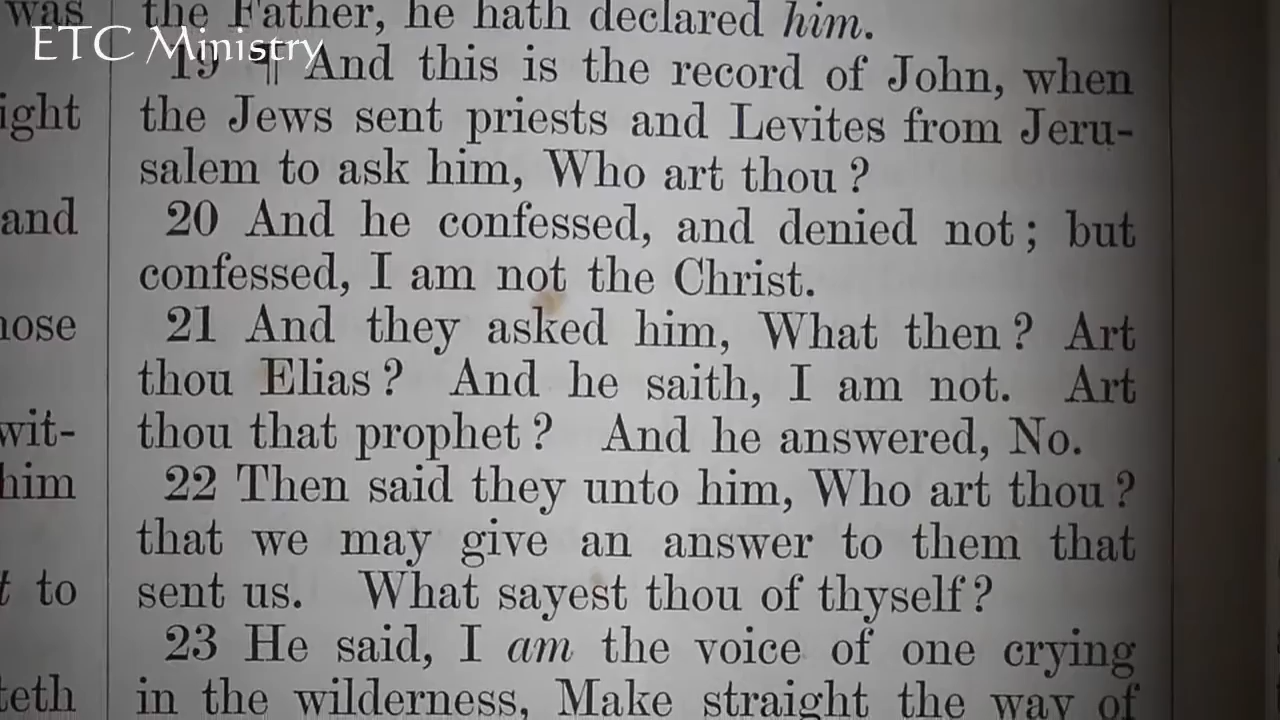 ETC Ministry
was
ight
and
nose
wit-
him
to
teth
the Father, he hath declared him.
19 ¶ And this is the record of John, when
the Jews sent priests and Levites from Jeru-
salem to ask him, Who art thou?
20 And he confessed, and denied not; but
confessed, I am not the Christ.
21 And they asked him, What then? Art
thou Elias? And he saith, I am not. Art
thou that prophet? And he answered, No.
22 Then said they unto him, Who art thou?
that we may give an answer to them that
sent us. What sayest thou of thyself?
23 He said, I am the voice of one crying
in the wilderness, Make straight the way of